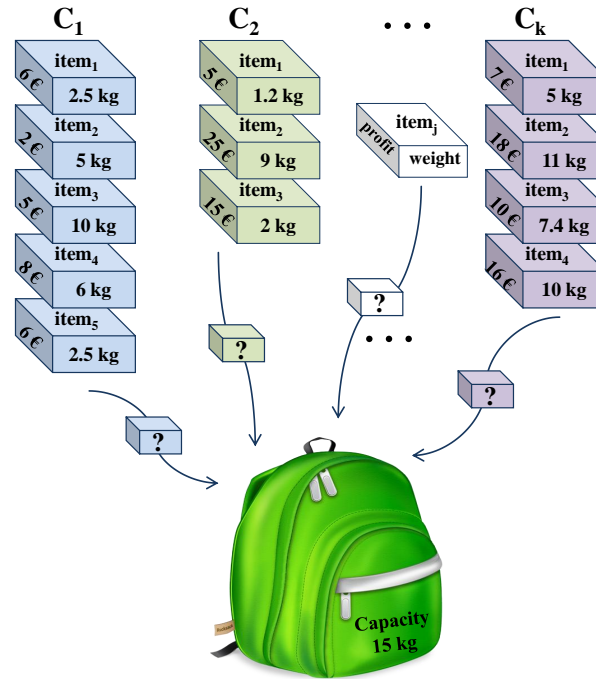 C1
C2
. . .
Ck
item1
6 €
2.5 kg
item2
2 €
5 kg
item3
5 €
10 kg
item4
8 €
6 kg
item5
6 €
2.5 kg
?
item1
5 €
1.2 kg
item2
25 €
9 kg
item3
15 €
2 kg
?
itemj
profit
weight
?
. . .
item1
7 €
5 kg
item2
18 €
11 kg
item3
10 €
7.4 kg
item4
16 €
10 kg
?
Capacity
15 kg